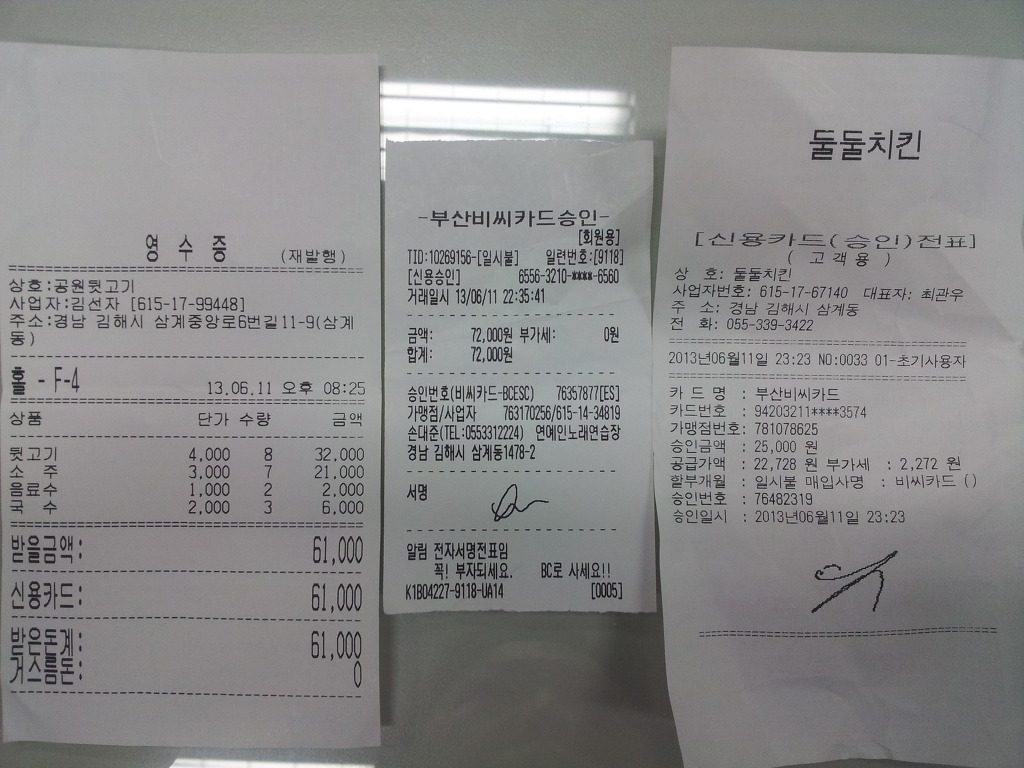 영 수 증 (재발행)
상호:공원뒷고기
사업자:김선자 [615-17-99448]
주소:경남 김해시 삼계중앙로6번길11-9(삼계
동)
홀 - F-4 13.06.11 오후 08:25
상품 단가 수량 금액
뒷고기 4,000 8 32,000
소 주 3,000 7 21,000
음료수 1,000 2 2,000
국 수 2,000 3 6,000
받을금액: 61,000
신용카드: 61,000
받은돈계: 61,000
거스름돈: 0
-부산비씨카드승인-
[회원용]
TID:10269156-[일시불] 일련번호:[9118]
[신용승인] 6556-3210-****-6560
거래일시 13/06/11 22:35:41
금액: 72,000원 부가세: 0원
합계: 72,000원
승인번호(비씨카드-BCESC) 76357877[ES]
가맹점/사업자 763170256/615-14-34819
손대준(TEL:0553312224) 연예인노래연습장
경남 김해시 삼계동1478-2
서명
알림 전자서명전표임
꼭! 부자되세요. BC로 사세요!!
K1B04227-9118-UA14 [0005]
둘둘치킨
[신용카드(승인)전표]
( 고객용 )
상 호: 둘둘치킨
사업자번호: 615-17-67140 대표자: 최관우
주 소: 경남 김해시 삼계동
전 화: 055-339-3422
2013년06월11일 23:23 NO:0033 01-초기사용자
카 드 명 : 부산비씨카드
카드번호 : 94203211****3574
가맹점번호: 781078625
승인금액 : 25,000 원
공급가액 : 22,728 원 부가세 : 2,272 원
할부개월 : 일시불 매입사명 : 비씨카드 ()
승인번호 : 76482319
승인일시 : 2013년06월11일 23:23